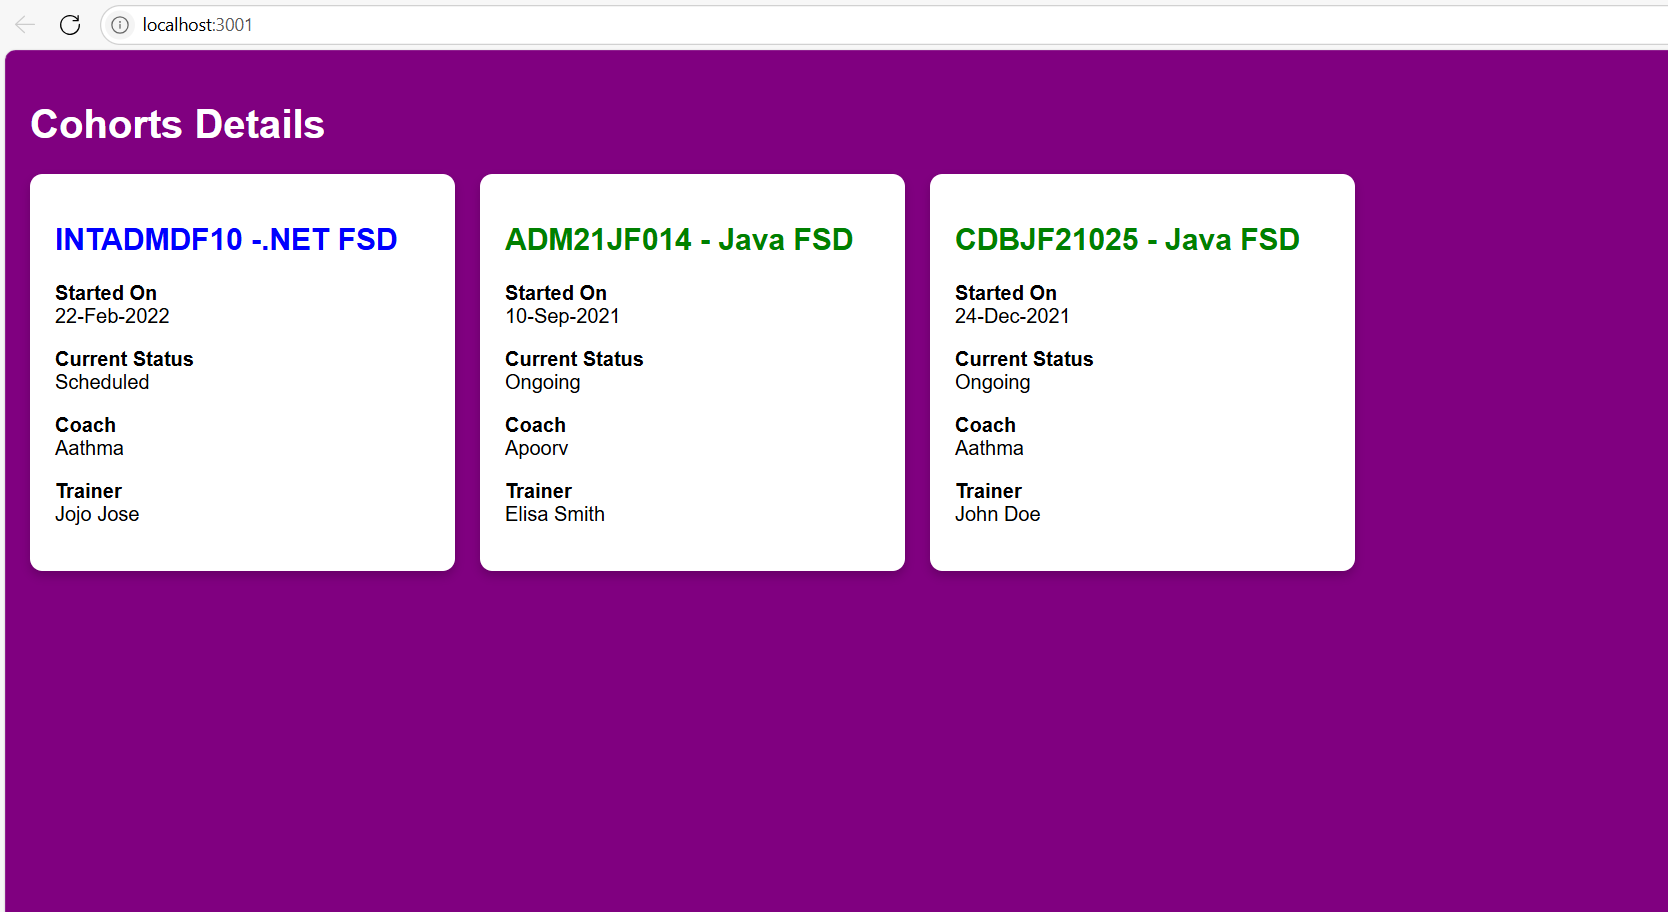 localhost:3001
Cohorts Details
INTADMDF10 -.NET FSD
Started On
22-Feb-2022
Current Status
Scheduled
Coach
Aathma
Trainer
Jojo Jose
ADM21JF014 - Java FSD
Started On
10-Sep-2021
Current Status
Ongoing
Coach
Apoorv
Trainer
Elisa Smith
CDBJF21025 - Java FSD
Started On
24-Dec-2021
Current Status
Ongoing
Coach
Aathma
Trainer
John Doe